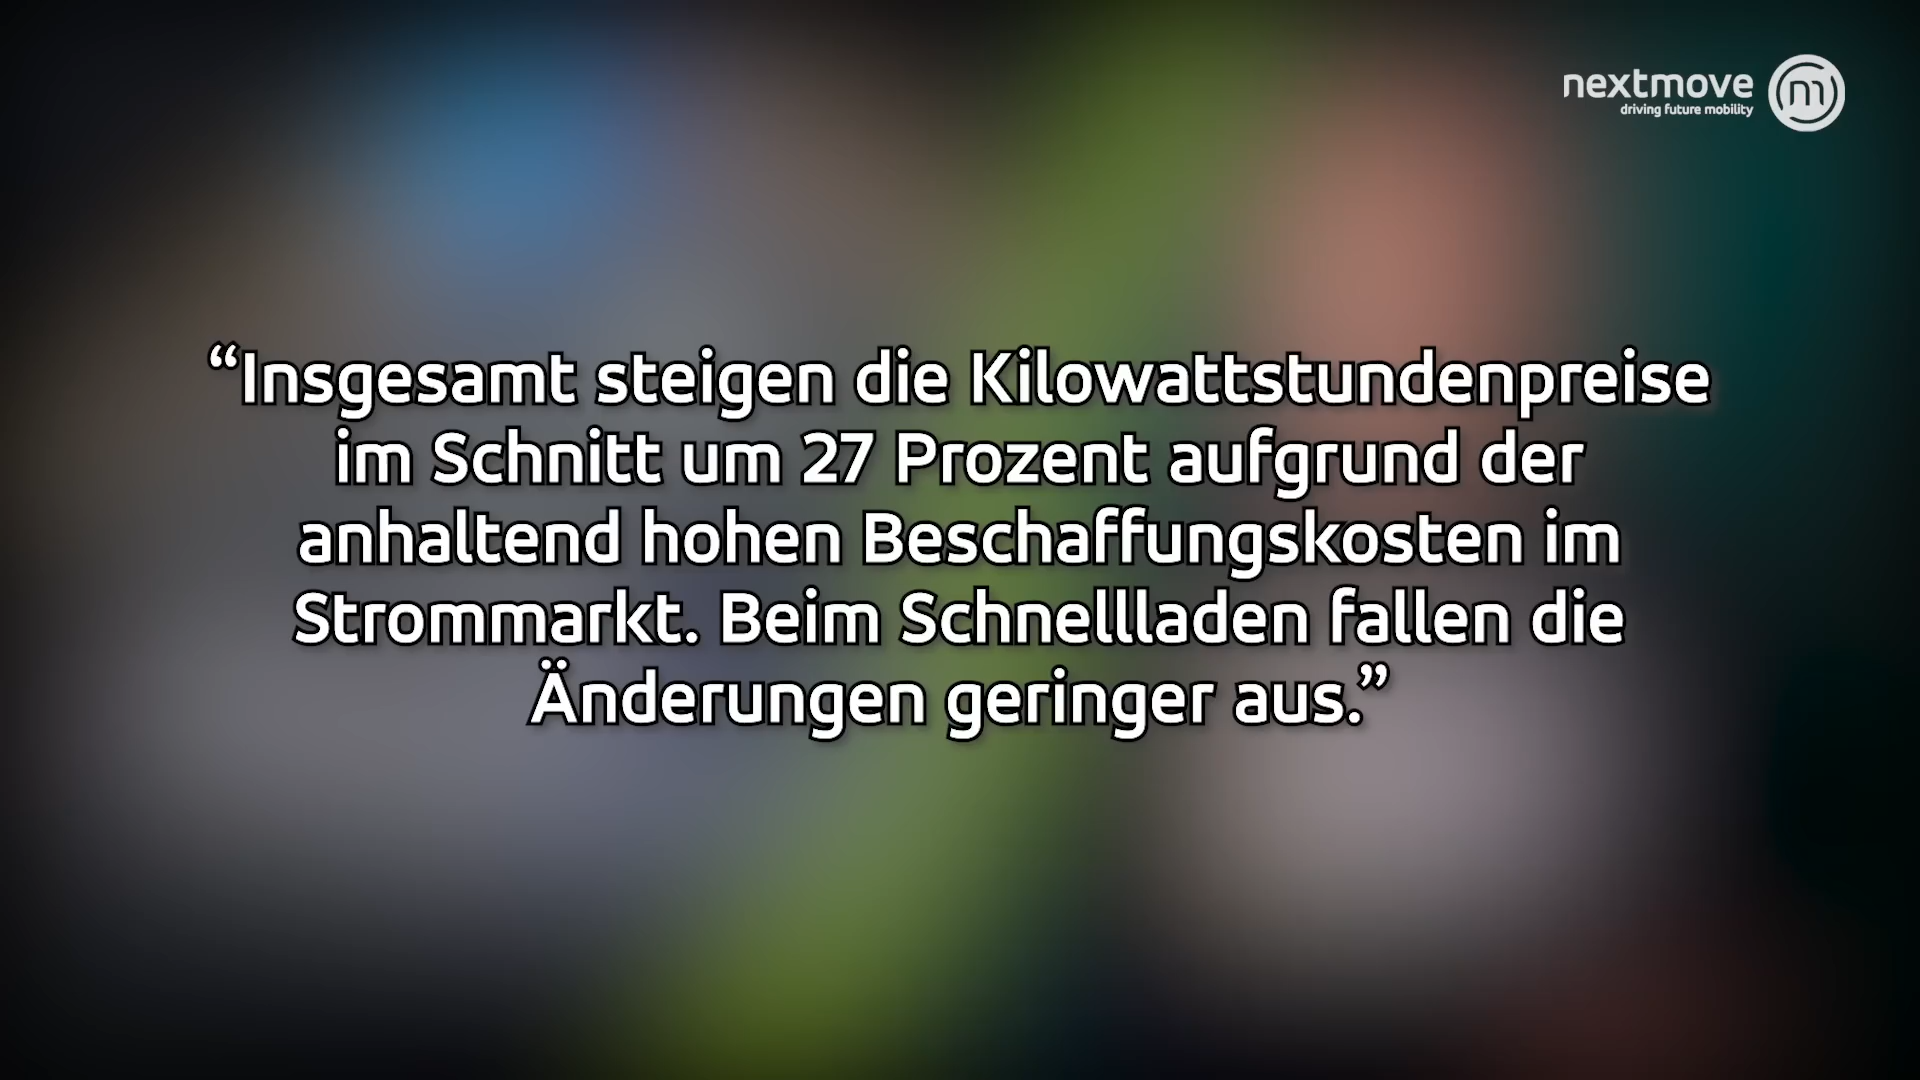 nextmove
driving future mobility
“Insgesamt steigen die Kilowattstundenpreise
im Schnitt um 27 Prozent aufgrund der
anhaltend hohen Beschaffungskosten im
Strommarkt. Beim Schnellladen fallen die
Änderungen geringer aus.”